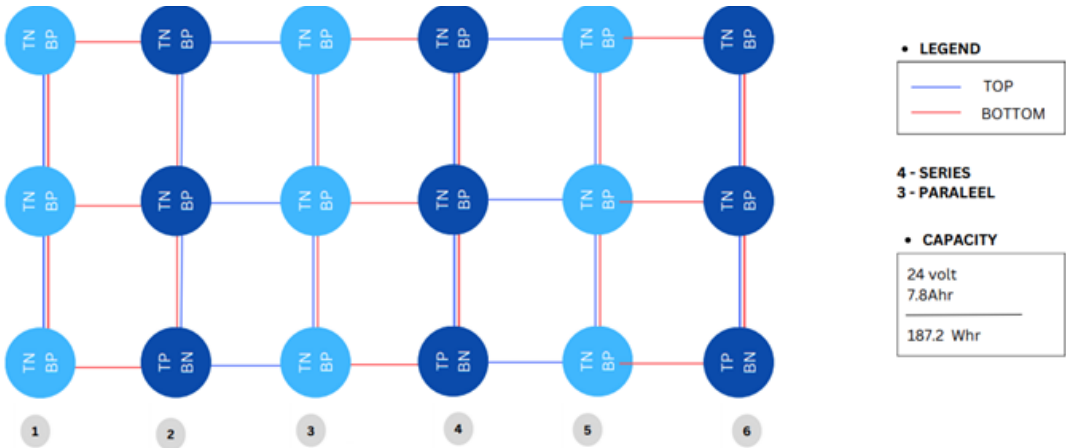 TN BP
TN BP
TN BP
TN BP
TN BP
TN BP
• LEGEND
TOP
BOTTOM
TN BP
TN BP
TN BP
TN BP
TN BP
TN BP
4 - SERIES
3 - PARALEEL
• CAPACITY
24 volt
7.8Ahr
187.2 Whr
TN BP
TP BN
TN BP
TP BN
TN BP
TP BN
1
2
3
4
5
6